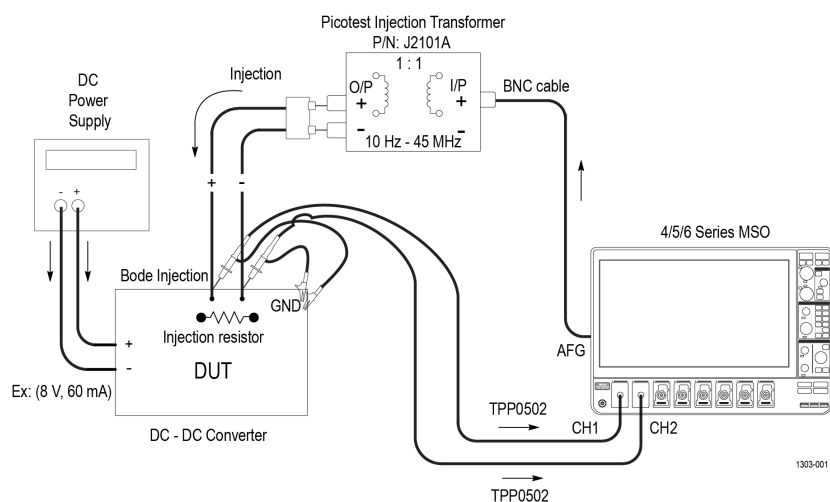 Picotest Injection Transformer
P/N: J2101A
1 : 1
O/P
I/P
+
+
-
-
10 Hz - 45 MHz
BNC cable
Injection
DC
Power
Supply
- +
+ -
4/5/6 Series MSO
Bode Injection
GND
Injection resistor
DUT
+
-
Ex: (8 V, 60 mA)
DC - DC Converter
AFG
TPP0502
CH1
CH2
TPP0502
1303-001